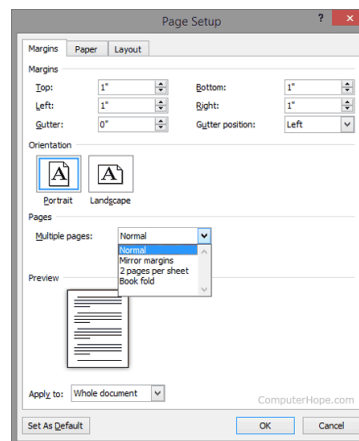 Page Setup ? ×
Margins Paper Layout
Margins
Top: 1" Bottom: 1"
Left: 1" Right: 1"
Gutter: 0" Gutter position: Left
Orientation
A A
Portrait Landscape
Pages
Multiple pages: Normal
Normal
Mirror margins
2 pages per sheet
Book fold
Preview
Apply to: Whole document
ComputerHope.com
Set As Default OK Cancel